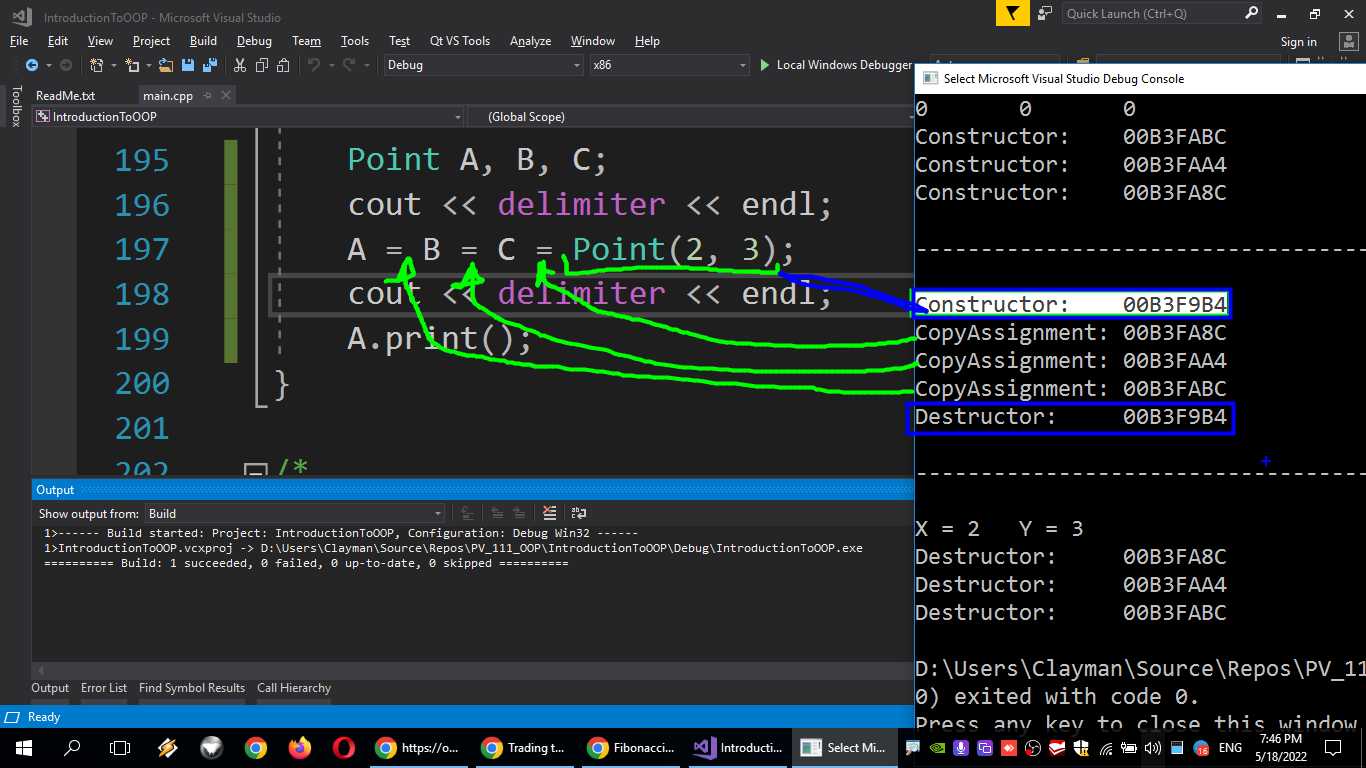 IntroductionToOOP - Microsoft Visual Studio
Quick Launch (Ctrl+Q)
File Edit View Project Build Debug Team Tools Test Qt VS Tools Analyze Window Help
Sign in
Debug x86 Local Windows Debugger
Toolbox
ReadMe.txt main.cpp
IntroductionToOOP (Global Scope)
195 Point A, B, C;
196 cout << delimiter << endl;
197 A = B = C = Point(2, 3);
198 cout << delimiter << endl;
199 A.print();
200 }
201
202 /*
Output
Show output from: Build
1>------ Build started: Project: IntroductionToOOP, Configuration: Debug Win32 ------
1>IntroductionToOOP.vcxproj -> D:\Users\Clayman\Source\Repos\PV_111_OOP\IntroductionToOOP\Debug\IntroductionToOOP.exe
========== Build: 1 succeeded, 0 failed, 0 up-to-date, 0 skipped ==========
Output Error List Find Symbol Results Call Hierarchy
Ready
Select Microsoft Visual Studio Debug Console
0 0 0
Constructor: 00B3FABC
Constructor: 00B3FAA4
Constructor: 00B3FA8C
-----------------------------------
Constructor: 00B3F9B4
CopyAssignment: 00B3FA8C
CopyAssignment: 00B3FAA4
CopyAssignment: 00B3FABC
Destructor: 00B3F9B4
-----------------------------------
X = 2 Y = 3
Destructor: 00B3FA8C
Destructor: 00B3FAA4
Destructor: 00B3FABC
D:\Users\Clayman\Source\Repos\PV_11
0) exited with code 0.
Press any key to close this window
https://o... Trading t... Fibonacci... Introducti... Select Mi...
16
ENG
7:46 PM
5/18/2022